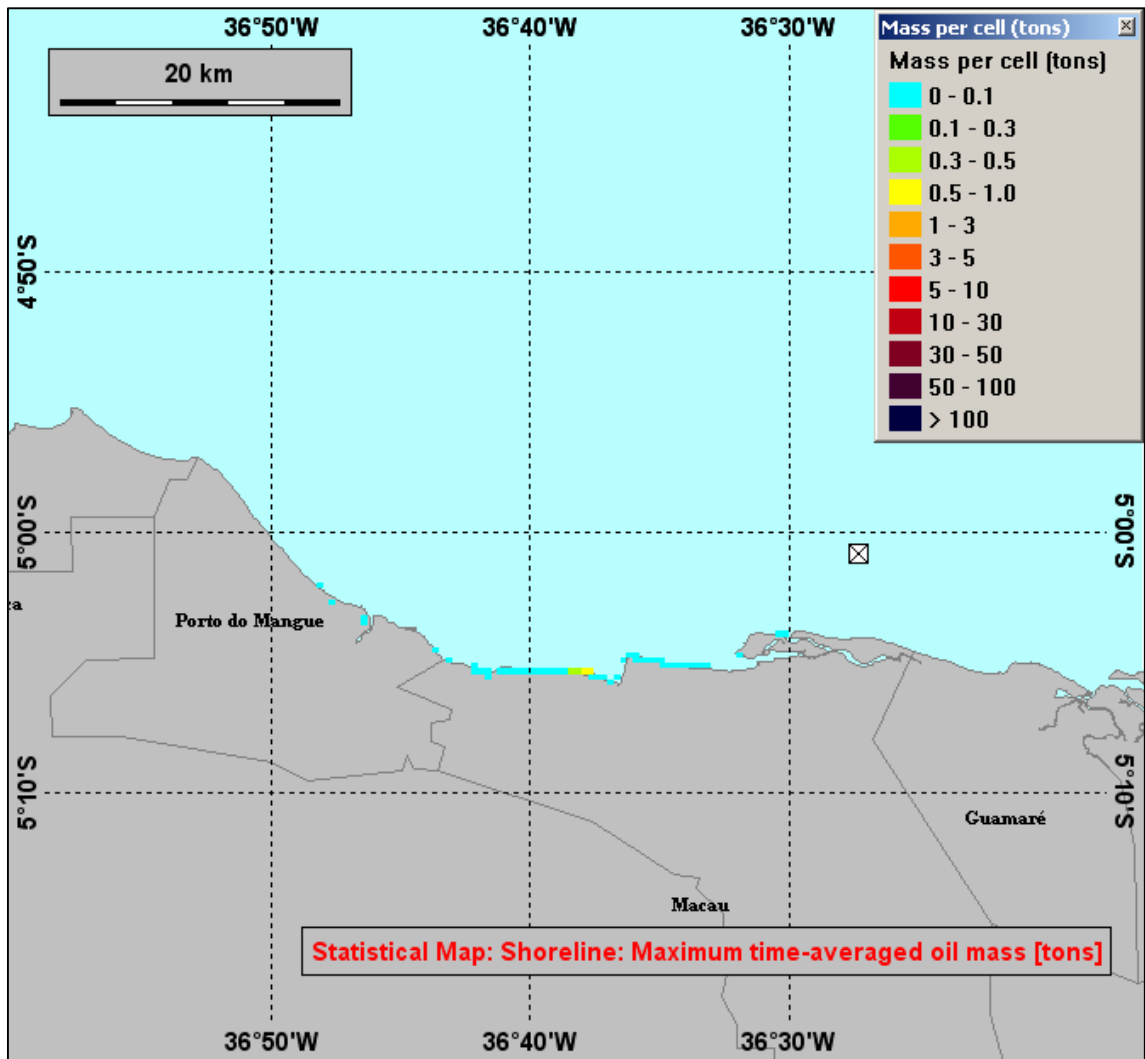 36°50'W 36°40'W 36°30'W
20 km
Mass per cell (tons)
Mass per cell (tons)
0 - 0.1
0.1 - 0.3
0.3 - 0.5
0.5 - 1.0
1 - 3
3 - 5
5 - 10
10 - 30
30 - 50
50 - 100
> 100
4°50'S
5°00'S
5°00'S
Porto do Mangue
5°10'S
5°10'S
Guamaré
Macau
Statistical Map: Shoreline: Maximum time-averaged oil mass [tons]
36°50'W 36°40'W 36°30'W